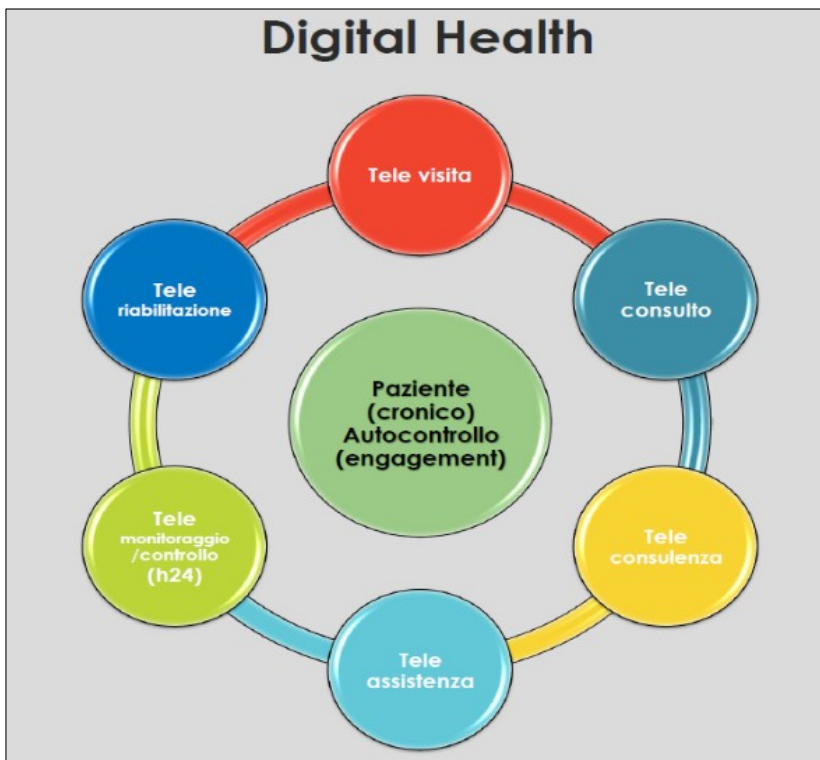 Digital Health
Tele visita
Tele
consulto
Tele
consulenza
Tele
assistenza
Tele
monitoraggio
/controllo
(h24)
Tele
riabilitazione
Paziente
(cronico)
Autocontrollo
(engagement)